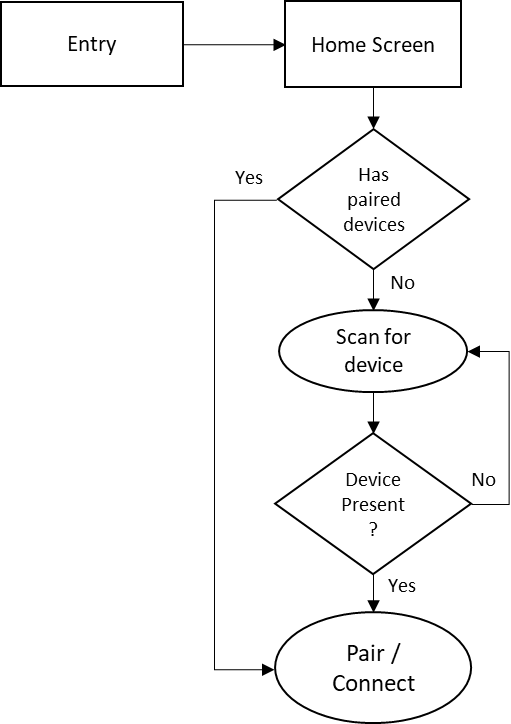 Entry
Home Screen
Has
paired
devices
Yes
No
Scan for
device
Device
Present
?
No
Yes
Pair /
Connect